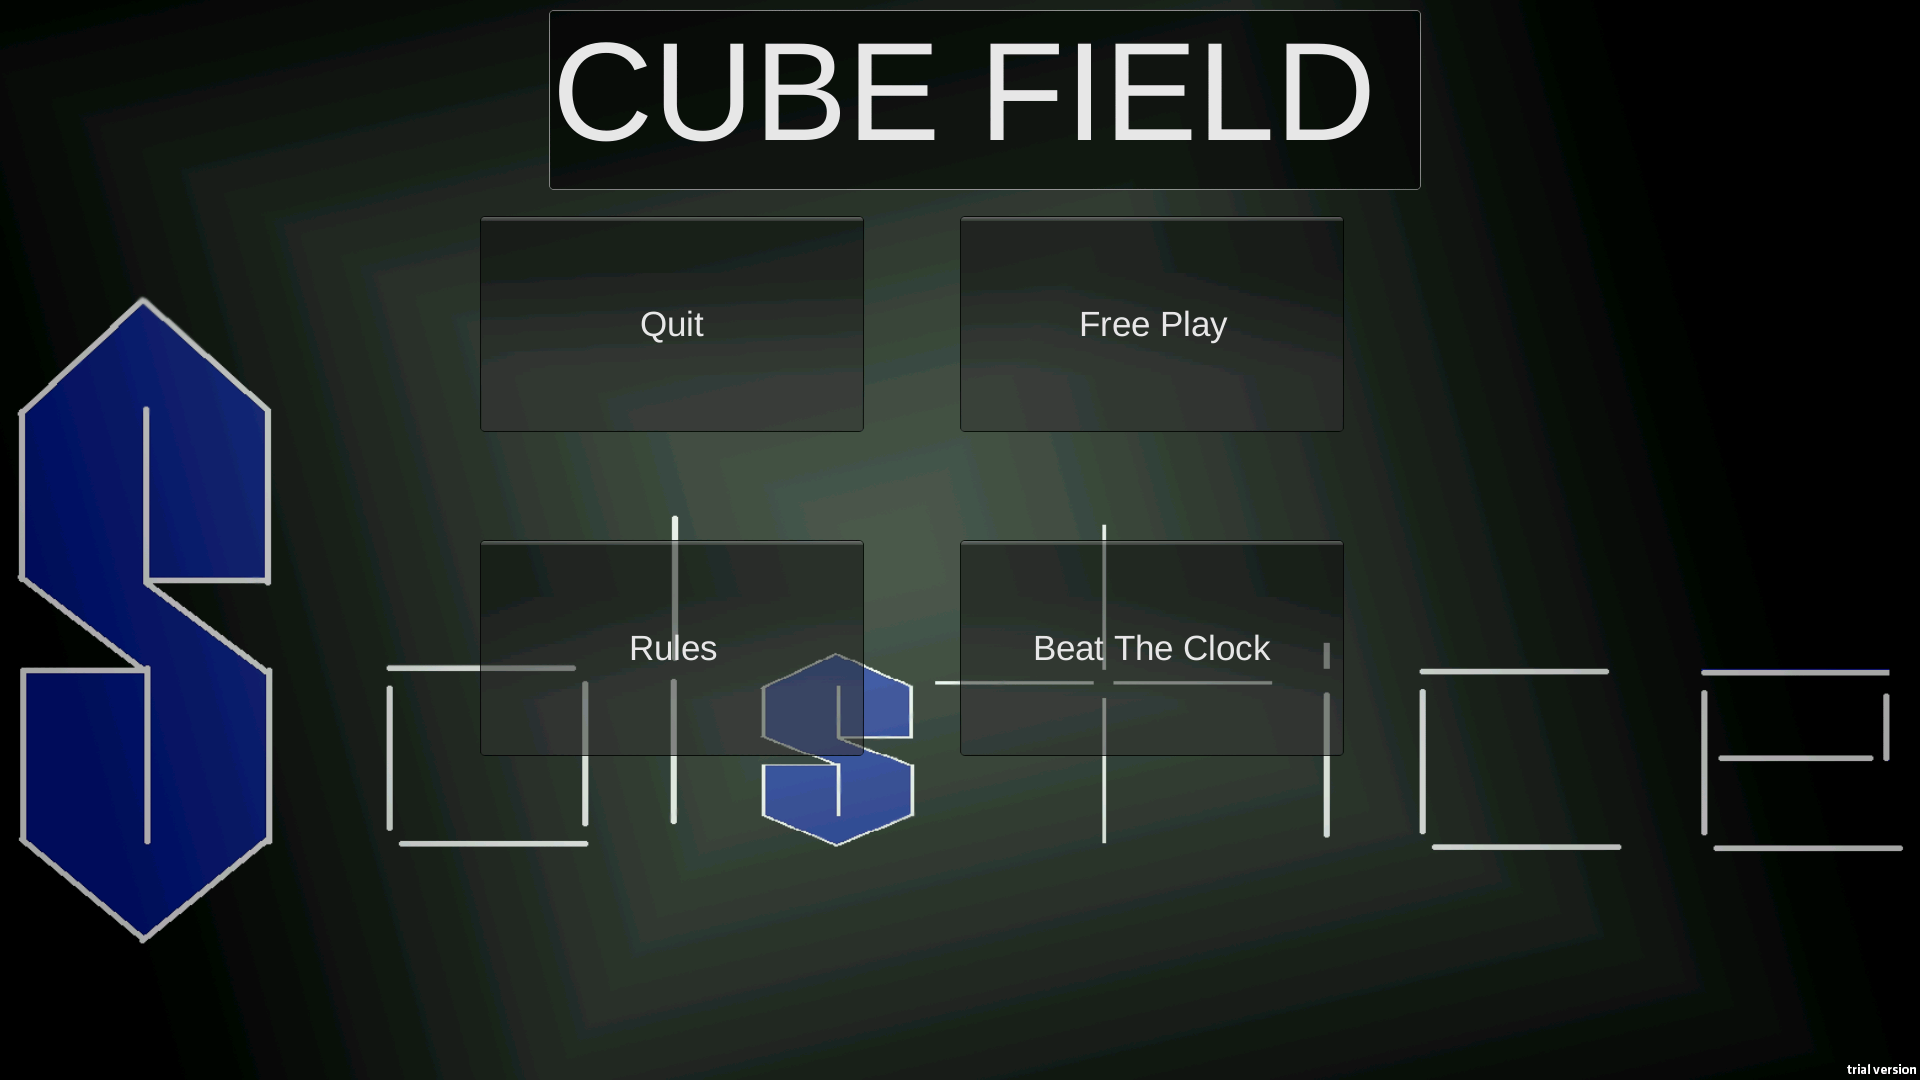 CUBE FIELD
Quit
Free Play
Rules
Beat The Clock
trial version